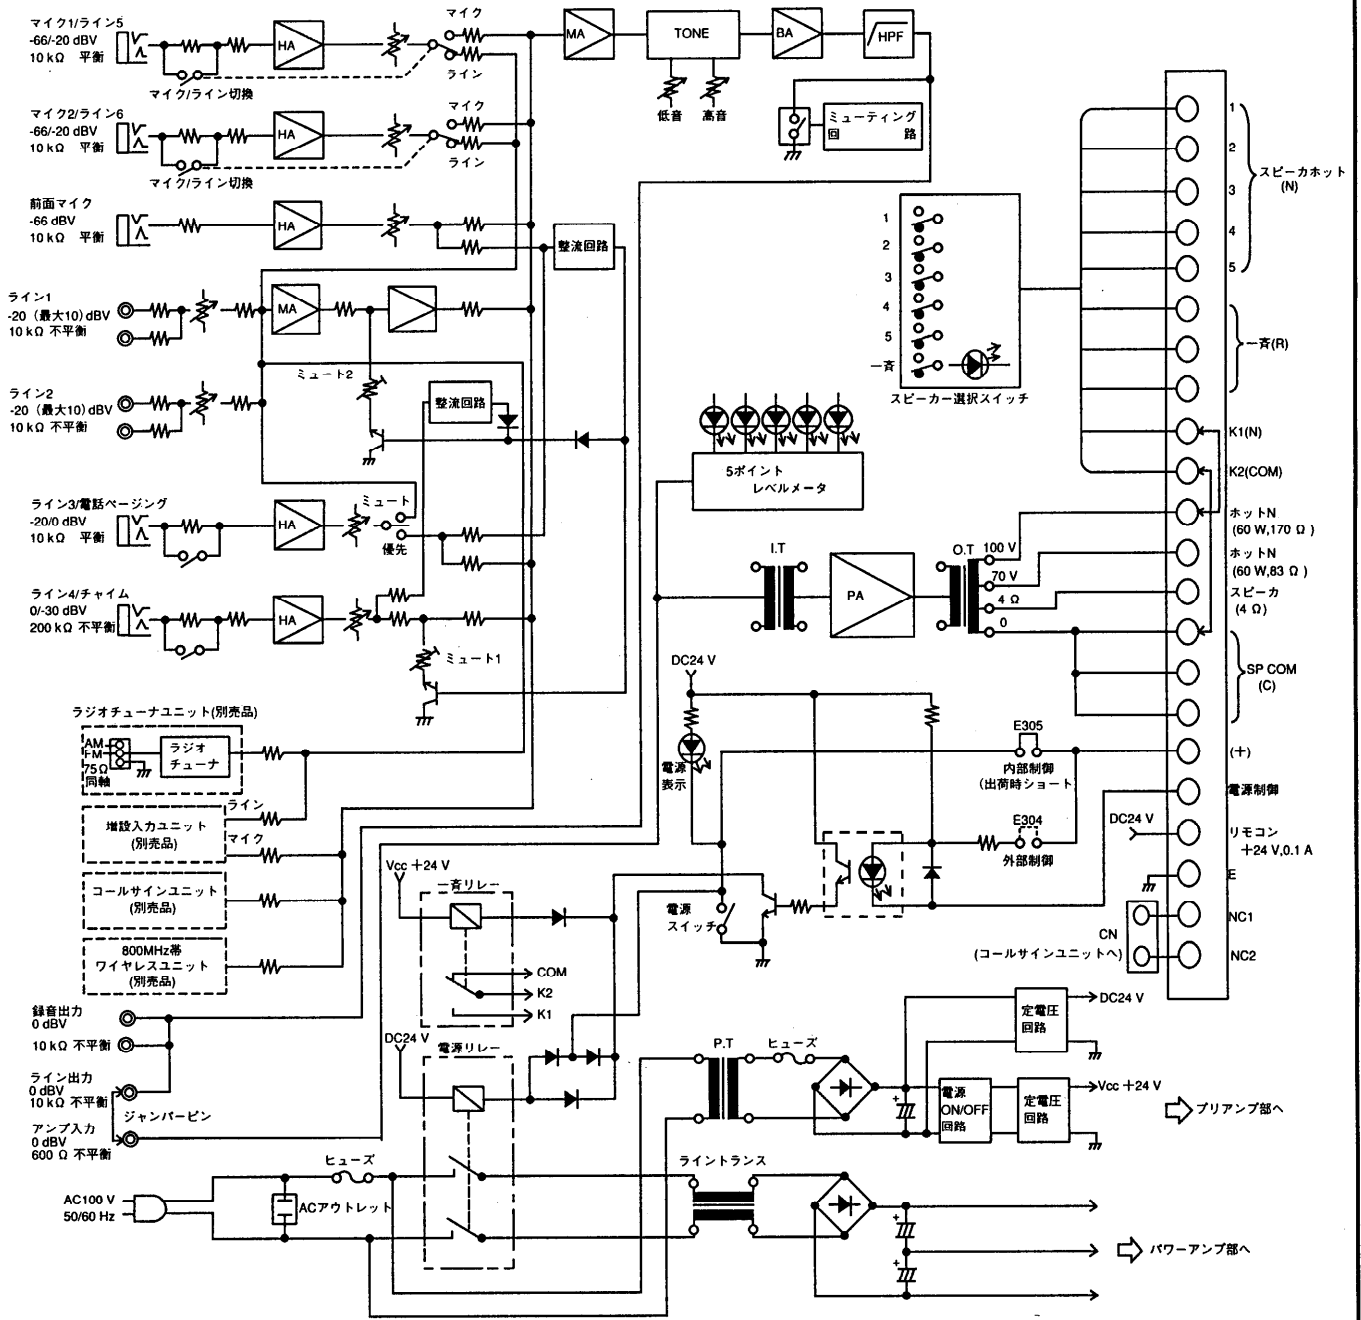 マイク1/ライン5
-66/-20 dBV
10 kΩ 平衡
HA
マイク
ライン
マイク/ライン切換
MA
TONE
BA
HPF
低音
高音
ミューティング
回 路
マイク2/ライン6
-66/-20 dBV
10 kΩ 平衡
HA
マイク
ライン
マイク/ライン切換
前面マイク
-66 dBV
10 kΩ 平衡
HA
整流回路
ライン1
-20 (最大10) dBV
10 kΩ 不平衡
MA
ミュート2
整流回路
ライン2
-20 (最大10) dBV
10 kΩ 不平衡
ライン3/電話ページング
-20/0 dBV
10 kΩ 平衡
HA
ミュート
優先
ライン4/チャイム
0/-30 dBV
200 kΩ 不平衡
HA
ミュート1
1
2
3
4
5
一斉
スピーカー選択スイッチ
5ポイント
レベルメータ
I.T
PA
O.T
100 V
70 V
4 Ω
0
1
2
3
4
5
スピーカホット
(N)
一斉(R)
K1(N)
K2(COM)
ホットN
(60 W,170 Ω )
ホットN
(60 W,83 Ω )
スピーカ
(4 Ω)
SP COM
(C)
(+)
電源制御
リモコン
+24 V,0.1 A
E
NC1
NC2
DC24 V
CN
(コールサインユニットへ)
DC24 V
電源
表示
E305
内部制御
(出荷時ショート
E304
外部制御
電源
スイッチ
ラジオチューナユニット(別売品)
AM
FM
75Ω
同軸
ラジオ
チューナ
増設入力ユニット
(別売品)
ライン
マイク
コールサインユニット
(別売品)
800MHz帯
ワイヤレスユニット
(別売品)
Vcc +24 V
一斉リレー
COM
K2
K1
DC24 V
電源リレー
録音出力
0 dBV
10 kΩ 不平衡
ライン出力
0 dBV
10 kΩ 不平衡
ジャンパーピン
アンプ入力
0 dBV
600 Ω 不平衡
AC100 V
50/60 Hz
ACアウトレット
ヒューズ
P.T
ヒューズ
ライントランス
定電圧
回路
DC24 V
電源
ON/OFF
回路
定電圧
回路
Vcc +24 V
プリアンプ部へ
パワーアンプ部へ